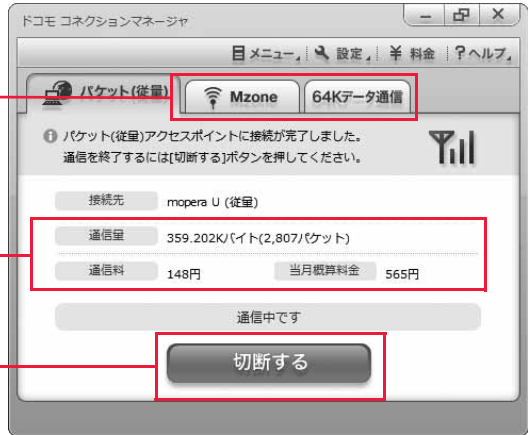 ドコモ コネクションマネージャ
メニュー 設定 ¥ 料金 ?ヘルプ
パケット(従量) Mzone 64Kデータ通信
パケット(従量)アクセスポイントに接続が完了しました。
通信を終了するには[切断する]ボタンを押してください。
接続先 mopera U (従量)
通信量 359.202Kバイト(2,807パケット)
通信料 148円 当月概算料金 565円
通信中です
切断する